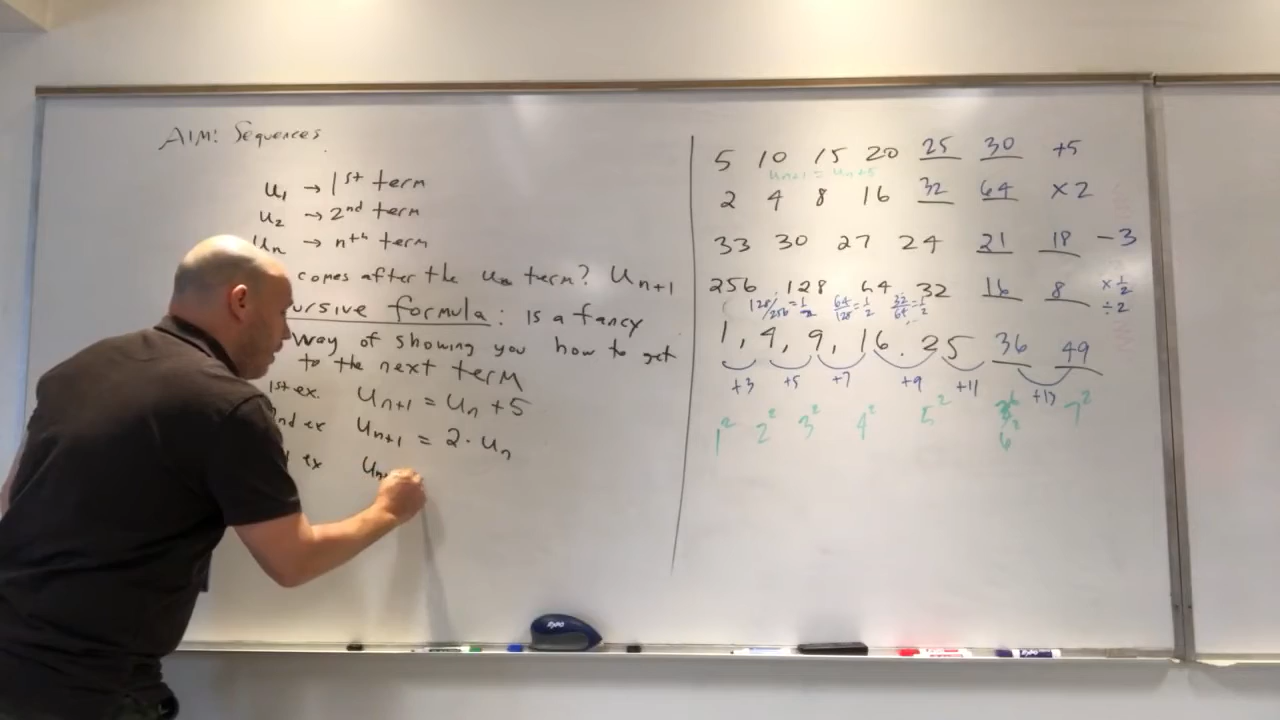 AIM: Sequences
u₁ → 1st term
u₂ → 2nd term
uₙ → nth term
comes after the uₙ term? uₙ₊₁
ursive formula: is a fancy
way of showing you how to get
to the next term
1st ex. uₙ₊₁ = uₙ + 5
nd ex uₙ₊₁ = 2 · uₙ
ex uₙ
5 10 15 20 25 30 +5
uₙ₊₁ = uₙ+5
2 4 8 16 32 64 ×2
33 30 27 24 21 18 −3
256 128 64 32 16 8 ×1/2
÷2
128/256 = 1/2 64/128 = 1/2 32/64 = 1/2
1, 4, 9, 16, 25 36 49
+3 +5 +7 +9 +11 +13
1² 2² 3² 4² 5² 7²
6²